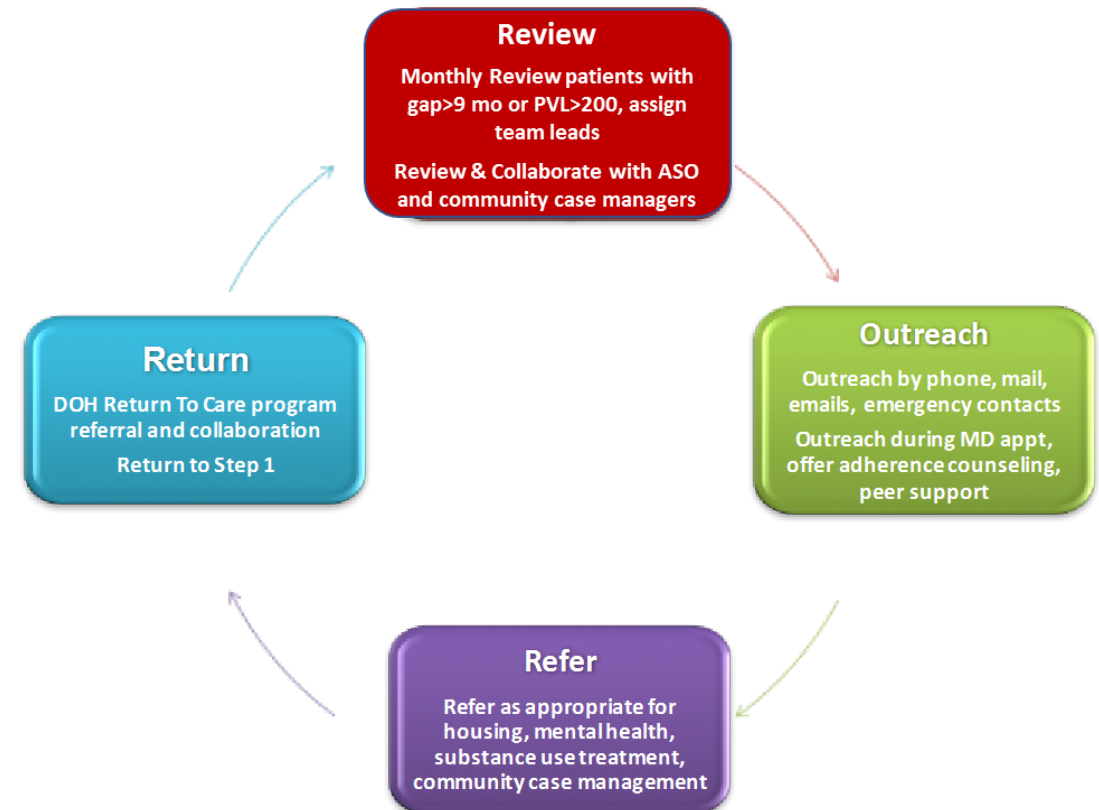 Review
Monthly Review patients with
gap>9 mo or PVL>200, assign
team leads
Review & Collaborate with ASO
and community case managers
Outreach
Outreach by phone, mail,
emails, emergency contacts
Outreach during MD appt,
offer adherence counseling,
peer support
Refer
Refer as appropriate for
housing, mental health,
substance use treatment,
community case management
Return
DOH Return To Care program
referral and collaboration
Return to Step 1